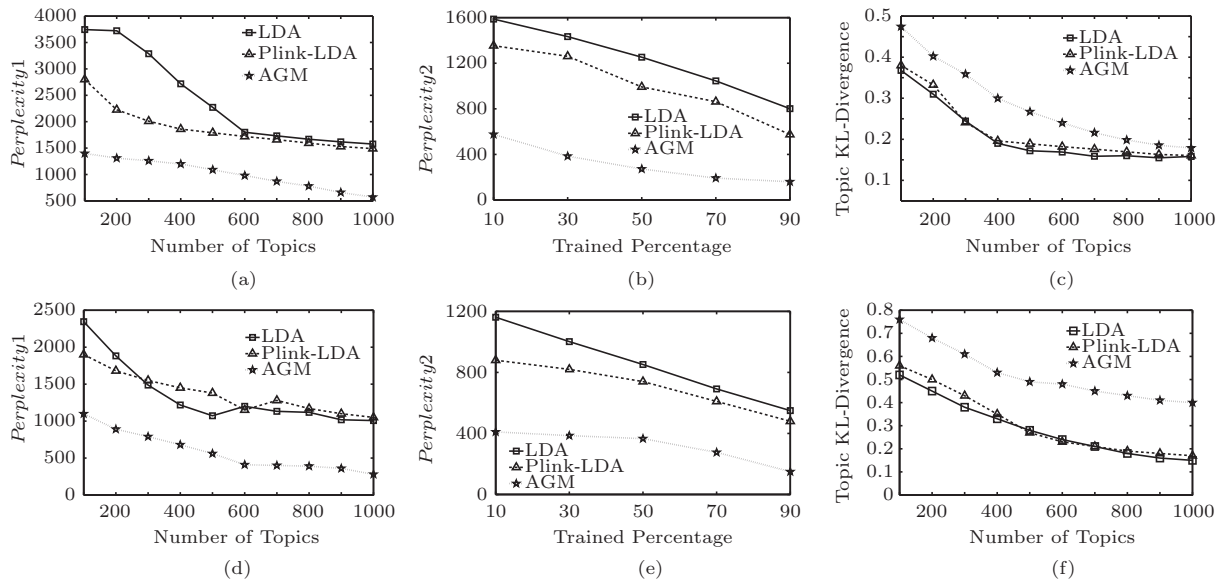 4000
3500
3000
2500
2000
1500
1000
500
Perplexity1
LDA
Plink-LDA
AGM
200 400 600 800 1000
Number of Topics
(a)
1600
1200
800
400
0
Perplexity2
LDA
Plink-LDA
AGM
10 30 50 70 90
Trained Percentage
(b)
0.5
0.4
0.3
0.2
0.1
Topic KL-Divergence
LDA
Plink-LDA
AGM
200 400 600 800 1000
Number of Topics
(c)
2500
2000
1500
1000
500
0
Perplexity1
LDA
Plink-LDA
AGM
200 400 600 800 1000
Number of Topics
(d)
1200
800
400
0
Perplexity2
LDA
Plink-LDA
AGM
10 30 50 70 90
Trained Percentage
(e)
0.8
0.7
0.6
0.5
0.4
0.3
0.2
0.1
0
Topic KL-Divergence
LDA
Plink-LDA
AGM
200 400 600 800 1000
Number of Topics
(f)